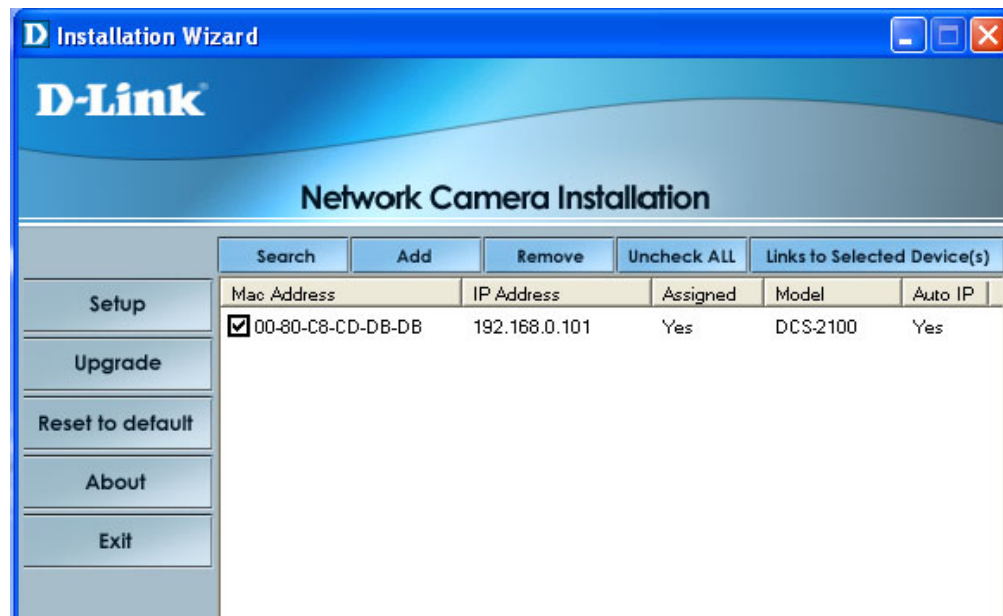 D Installation Wizard
D-Link®
Network Camera Installation
Search Add Remove Uncheck ALL Links to Selected Device(s)
Setup
Upgrade
Reset to default
About
Exit
Mac Address IP Address Assigned Model Auto IP
00-80-C8-CD-DB-DB 192.168.0.101 Yes DCS-2100 Yes